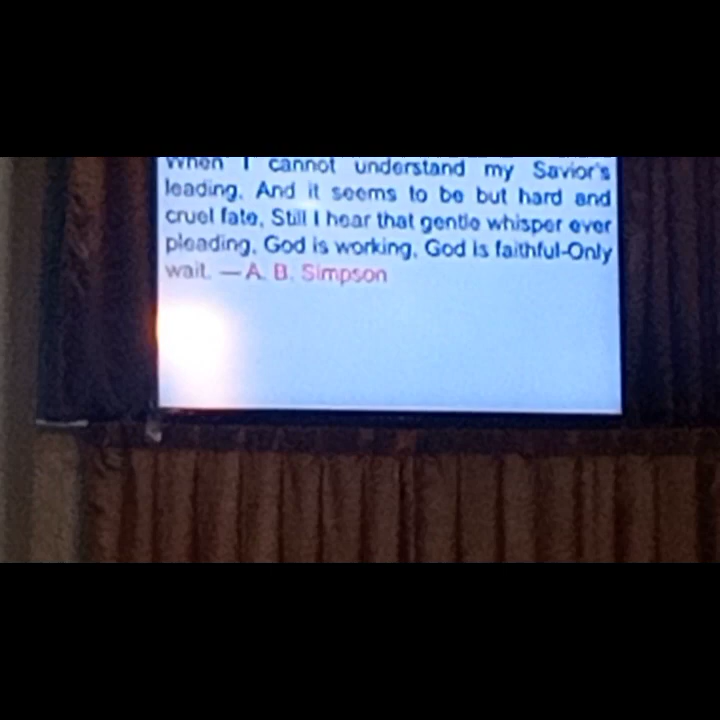 When I cannot understand my Savior's
leading, And it seems to be but hard and
cruel fate, Still I hear that gentle whisper ever
pleading, God is working, God is faithful-Only
wait. — A. B. Simpson